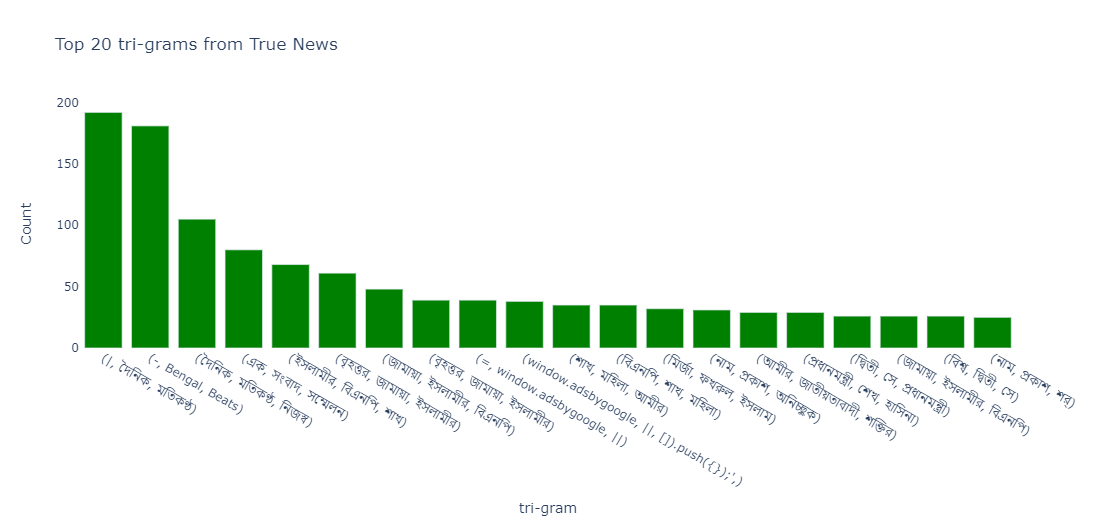 Top 20 tri-grams from True News
Count
200
150
100
50
0
(|, দৈনিক, মতিকণ্ঠ)
(-, Bengal, Beats)
(দৈনিক, মতিকণ্ঠ, নিজস্ব)
(এক, সংবাদ, সম্মেলন)
(ইসলামীর, বিএনপি, শাখ)
(বৃহত্তর, জামায়া, ইসলামীর)
(জামায়া, ইসলামীর, বিএনপি)
(বৃহত্তর, জামায়া, ইসলামীর)
(=, window.adsbygoogle, ||)
(window.adsbygoogle, ||, []).push({});',)
(শাখ, মহিলা, আমীর)
(বিএনপি, শাখ, মহিলা)
(মির্জা, ফখরুল, ইসলাম)
(নাম, প্রকাশ, অনিচ্ছুক)
(আমীর, জাতীয়তাবাদী, শক্তির)
(প্রধানমন্ত্রী, শেখ, হাসিনা)
(দ্বিতী, সে, প্রধানমন্ত্রী)
(জামায়া, ইসলামীর, বিএনপি)
(বিশ্ব, দ্বিতী, সে)
(নাম, প্রকাশ, শর)
tri-gram